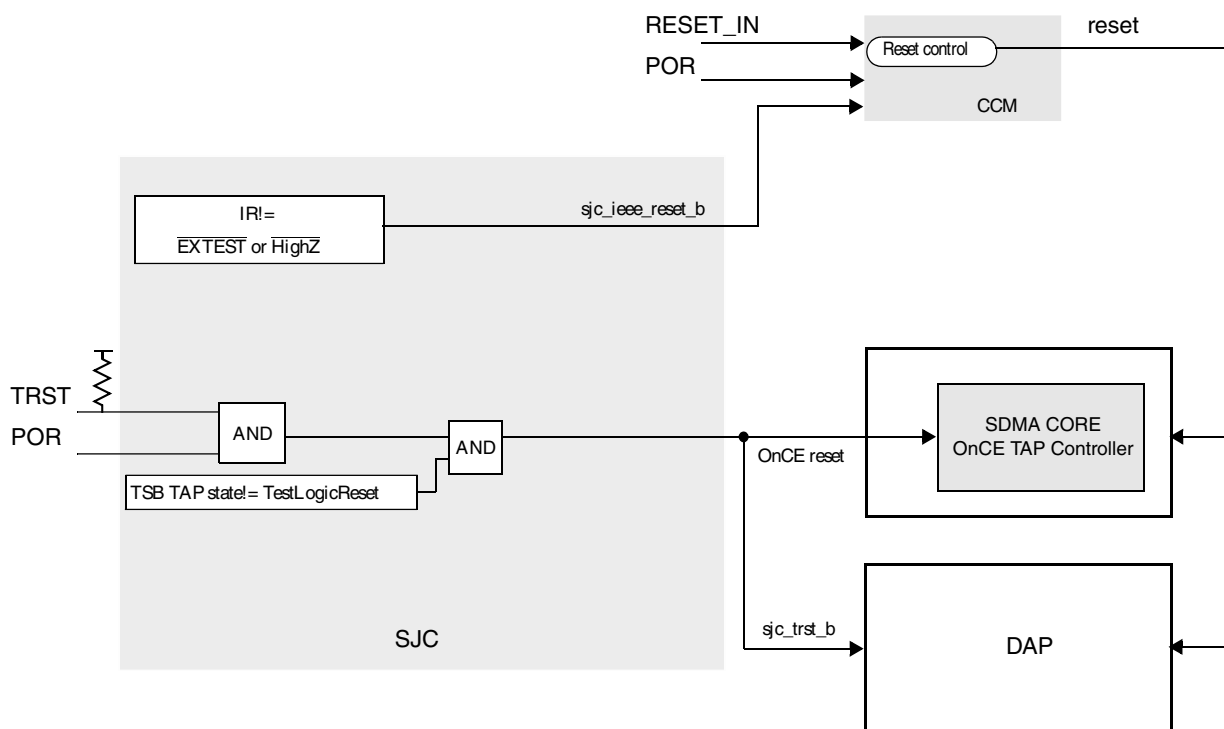 RESET_IN
reset
Reset control
POR
CCM
IR!=
EXTEST or HighZ
sjc_ieee_reset_b
TRST
POR
AND
AND
TSB TAP state!= TestLogicReset
OnCE reset
SDMA CORE
OnCE TAP Controller
SJC
sjc_trst_b
DAP